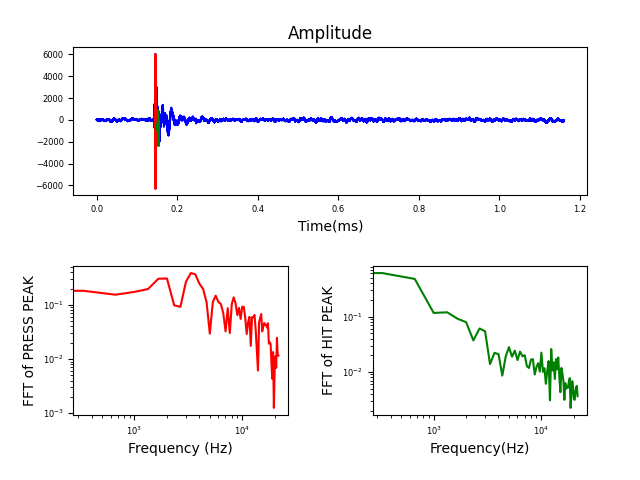 Amplitude
6000
4000
2000
0
−2000
−4000
−6000
0.0 0.2 0.4 0.6 0.8 1.0 1.2
Time(ms)
FFT of PRESS PEAK
10⁻¹
10⁻²
10⁻³
10³ 10⁴
Frequency (Hz)
FFT of HIT PEAK
10⁻¹
10⁻²
10³ 10⁴
Frequency(Hz)